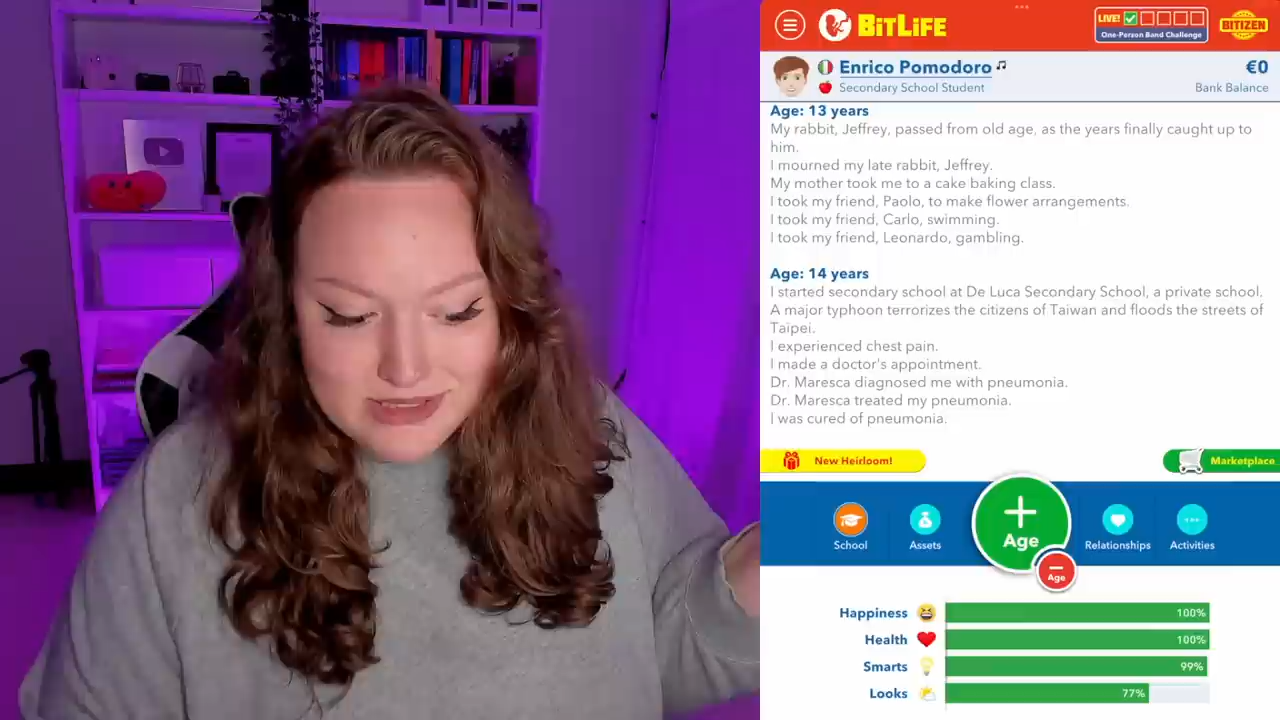 BitLife
LIVE!
One-Person Band Challenge
BITIZEN
Enrico Pomodoro
€0
Secondary School Student
Bank Balance
Age: 13 years
My rabbit, Jeffrey, passed from old age, as the years finally caught up to
him.
I mourned my late rabbit, Jeffrey.
My mother took me to a cake baking class.
I took my friend, Paolo, to make flower arrangements.
I took my friend, Carlo, swimming.
I took my friend, Leonardo, gambling.
Age: 14 years
I started secondary school at De Luca Secondary School, a private school.
A major typhoon terrorizes the citizens of Taiwan and floods the streets of
Taipei.
I experienced chest pain.
I made a doctor's appointment.
Dr. Maresca diagnosed me with pneumonia.
Dr. Maresca treated my pneumonia.
I was cured of pneumonia.
New Heirloom!
Marketplace
School
Assets
+
Age
Relationships
Activities
Age
Happiness 100%
Health 100%
Smarts 99%
Looks 77%